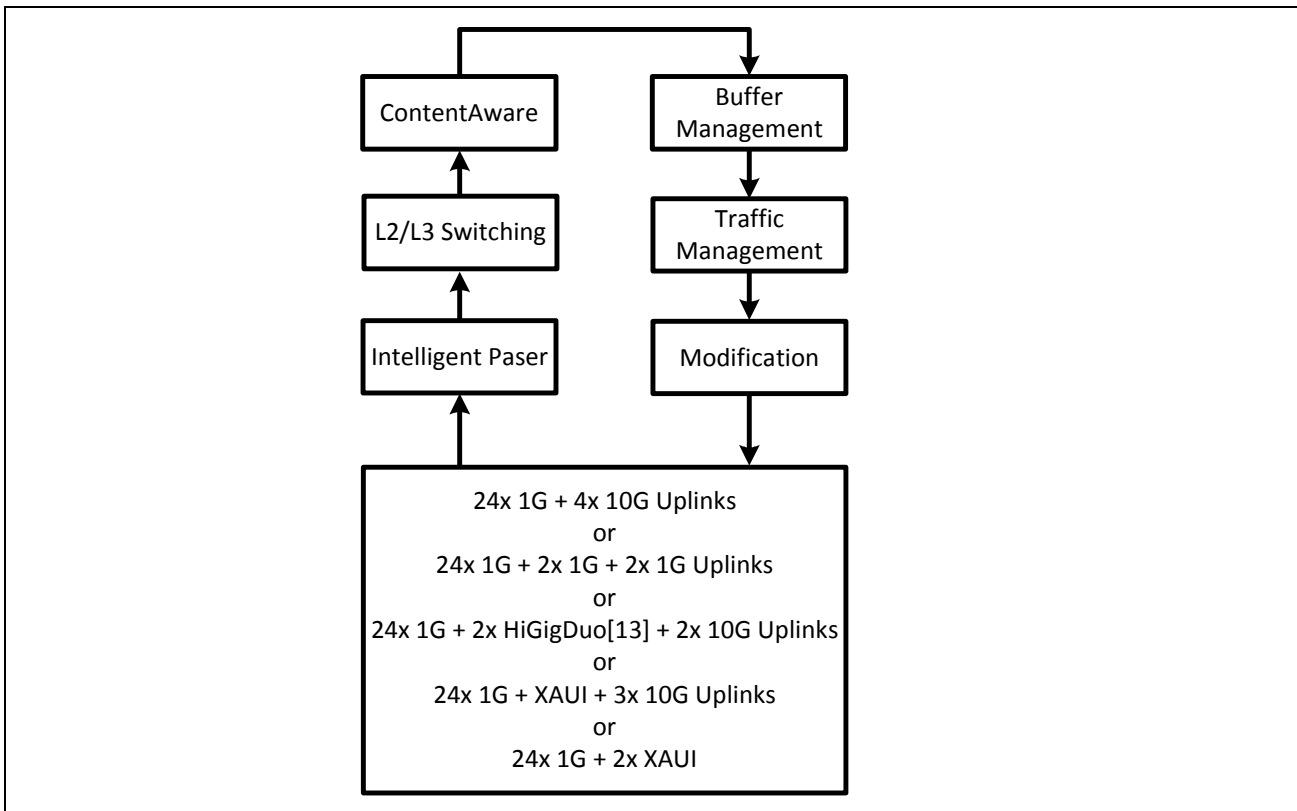 ContentAware
L2/L3 Switching
Intelligent Paser
Buffer
Management
Traffic
Management
Modification
24x 1G + 4x 10G Uplinks
or
24x 1G + 2x 1G + 2x 1G Uplinks
or
24x 1G + 2x HiGigDuo[13] + 2x 10G Uplinks
or
24x 1G + XAUI + 3x 10G Uplinks
or
24x 1G + 2x XAUI